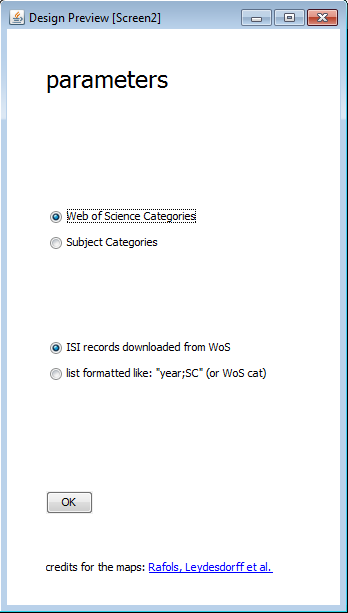 Design Preview [Screen2]
parameters
Web of Science Categories
Subject Categories
ISI records downloaded from WoS
list formatted like: "year;SC" (or WoS cat)
OK
credits for the maps: Rafols, Leydesdorff et al.